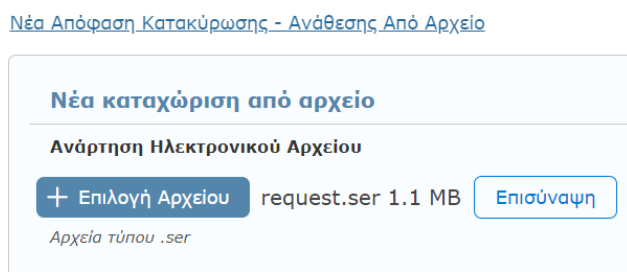 Νέα Απόφαση Κατακύρωσης - Ανάθεσης Από Αρχείο
Νέα καταχώριση από αρχείο
Ανάρτηση Ηλεκτρονικού Αρχείου
+ Επιλογή Αρχείου request.ser 1.1 MB Επισύναψη
Αρχεία τύπου .ser